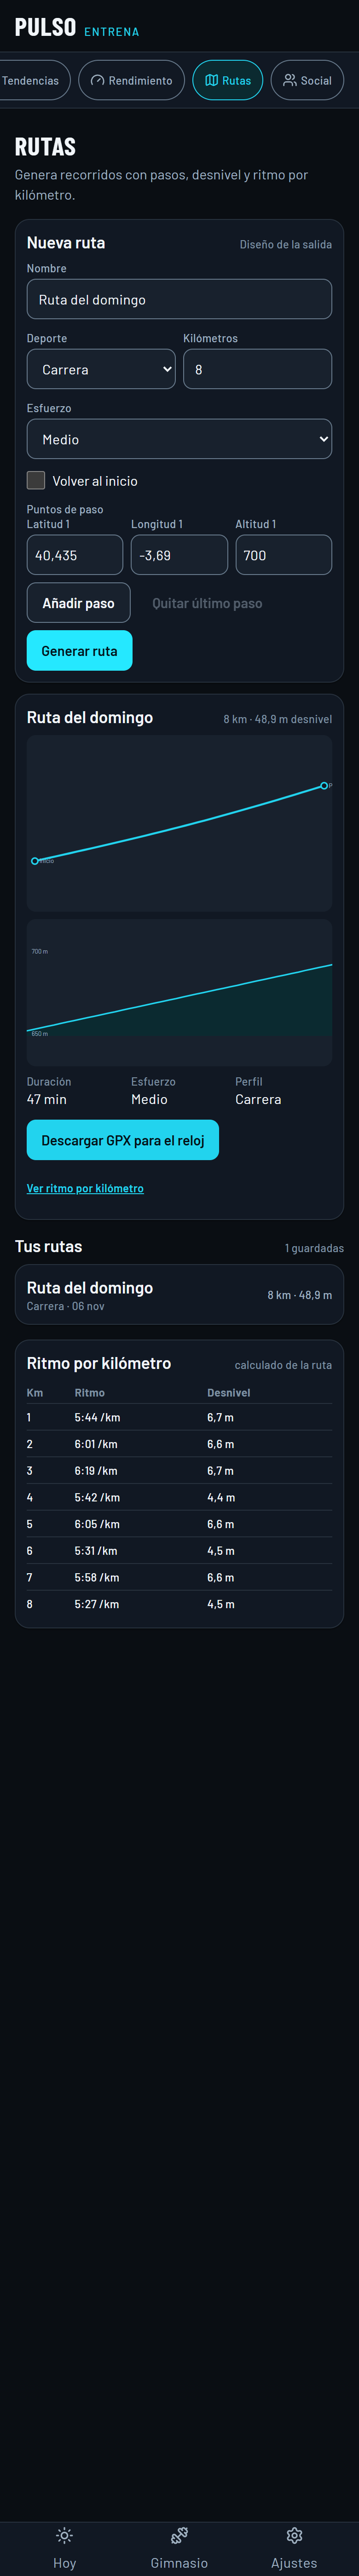 PULSO ENTRENA
Tendencias Rendimiento Rutas Social
RUTAS
Genera recorridos con pasos, desnivel y ritmo por
kilómetro.
Nueva ruta Diseño de la salida
Nombre
Ruta del domingo
Deporte Kilómetros
Carrera 8
Esfuerzo
Medio
Volver al inicio
Puntos de paso
Latitud 1 Longitud 1 Altitud 1
40,435 -3,69 700
Añadir paso Quitar último paso
Generar ruta
Ruta del domingo 8 km · 48,9 m desnivel
P
700 m
650 m
Duración Esfuerzo Perfil
47 min Medio Carrera
Descargar GPX para el reloj
Ver ritmo por kilómetro
Tus rutas 1 guardadas
Ruta del domingo 8 km · 48,9 m
Carrera · 06 nov
Ritmo por kilómetro calculado de la ruta
Km Ritmo Desnivel
1 5:44 /km 6,7 m
2 6:01 /km 6,6 m
3 6:19 /km 6,7 m
4 5:42 /km 4,4 m
5 6:05 /km 6,6 m
6 5:31 /km 4,5 m
7 5:58 /km 6,6 m
8 5:27 /km 4,5 m
Hoy Gimnasio Ajustes